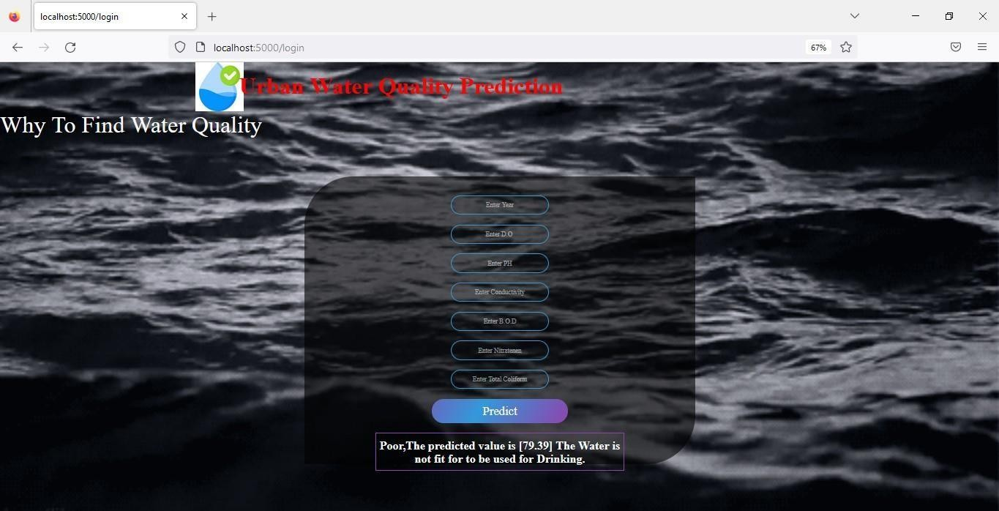 localhost:5000/login
localhost:5000/login
67%
Urban Water Quality Prediction
Why To Find Water Quality
Enter Year
Enter D.O
Enter PH
Enter Conductivity
Enter B.O.D
Enter Nitratenen
Enter Total Coliform
Predict
Poor,The predicted value is [79.39] The Water is
not fit for to be used for Drinking.